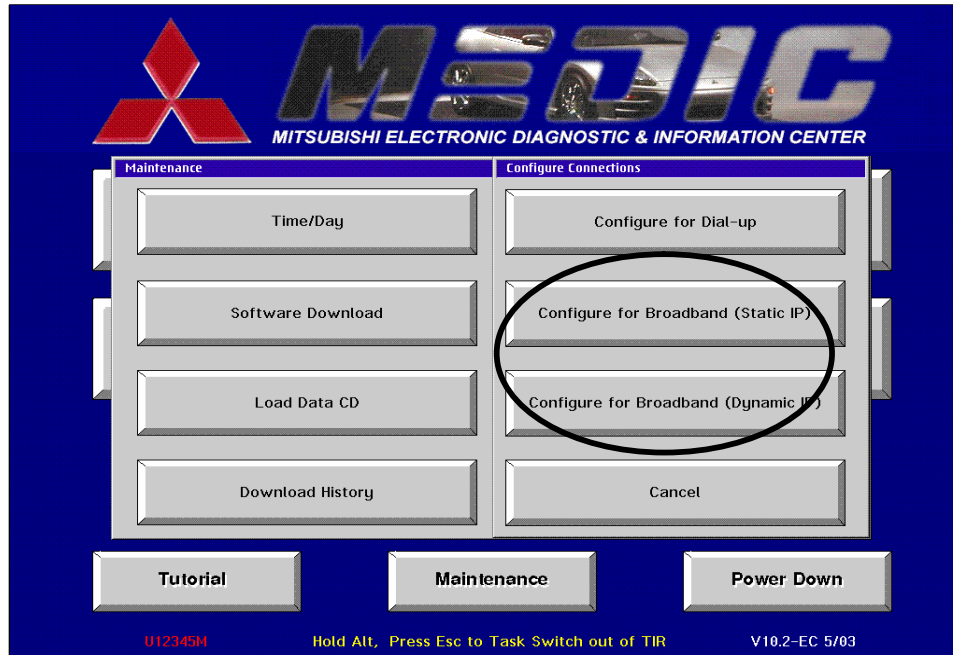 MEDIC
MITSUBISHI ELECTRONIC DIAGNOSTIC & INFORMATION CENTER
Maintenance
Time/Day
Software Download
Load Data CD
Download History
Configure Connections
Configure for Dial-up
Configure for Broadband (Static IP)
Configure for Broadband (Dynamic IP)
Cancel
Tutorial
Maintenance
Power Down
U12345M
Hold Alt, Press Esc to Task Switch out of TIR
V10.2-EC 5/03